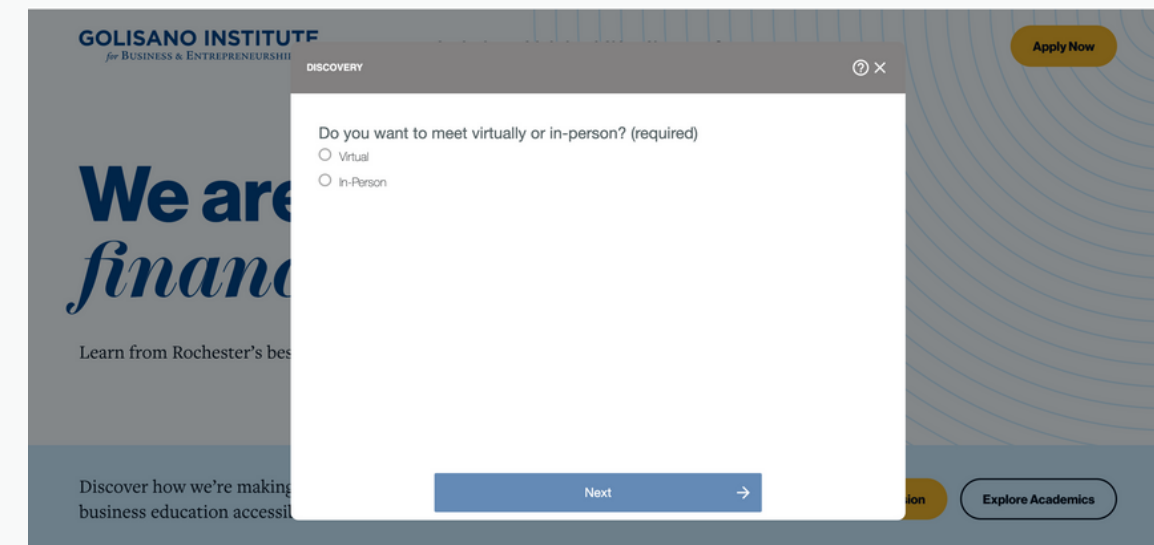 GOLISANO INSTITUTE
for BUSINESS & ENTREPRENEURSHIP
Apply Now
DISCOVERY
Do you want to meet virtually or in-person? (required)
Virtual
In-Person
We are
financ
Learn from Rochester's bes
Next
Discover how we're making
business education accessi
Explore Academics